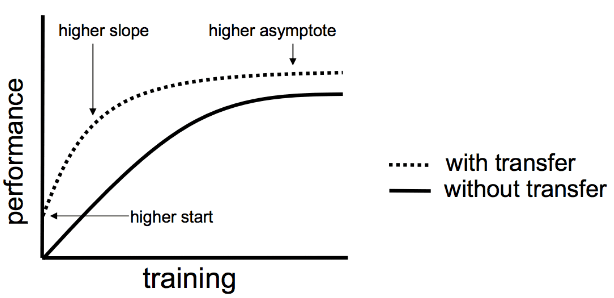 higher slope
higher asymptote
performance
higher start
training
with transfer
without transfer